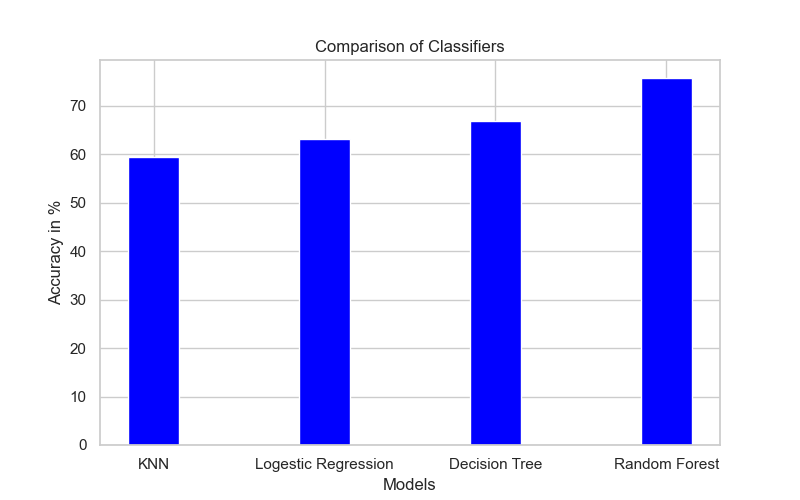 Comparison of Classifiers
Accuracy in %
70
60
50
40
30
20
10
0
KNN
Logestic Regression
Decision Tree
Random Forest
Models